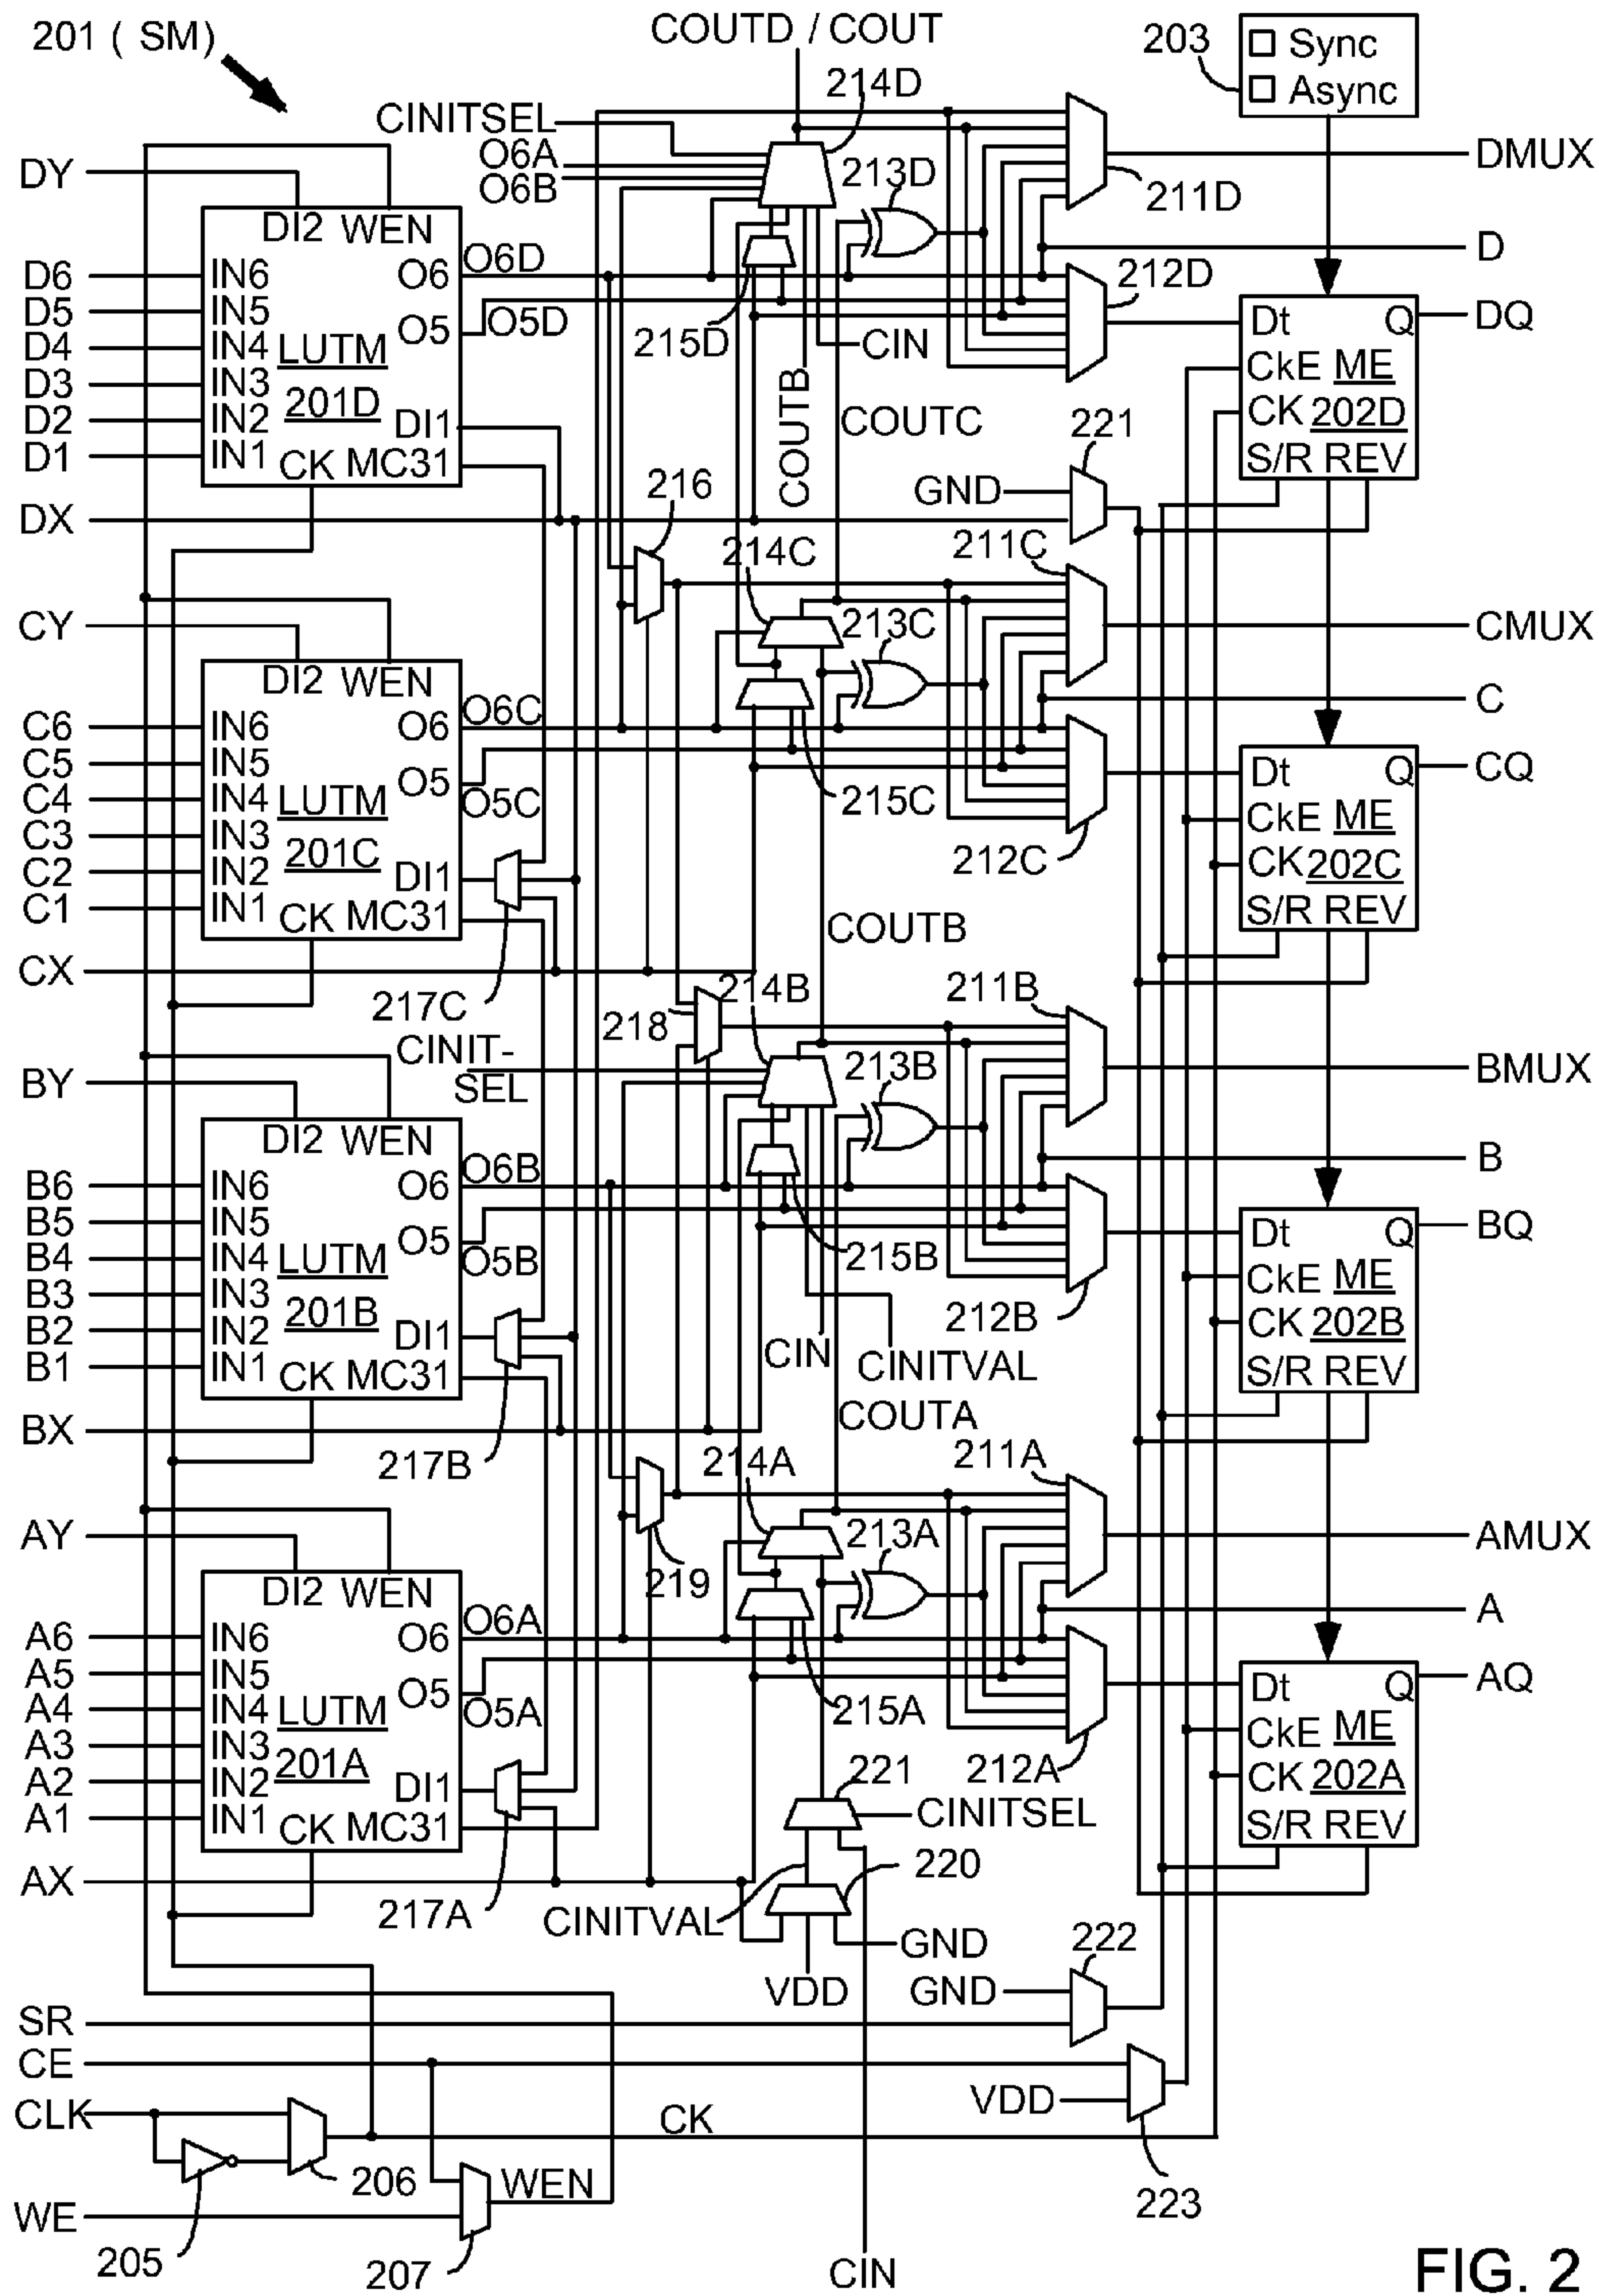 201 ( SM)
COUTD / COUT
203
Sync
Async
214D
CINITSEL
O6A
O6B
213D
DMUX
211D
DY
DI2 WEN
D
D6
D5
D4
D3
D2
D1
IN6
IN5
IN4
IN3
IN2
IN1
O6
O5
LUTM
201D
DI1
CK MC31
O6D
O5D
215D
CIN
COUTB
COUTC
212D
Dt
Q
CkE ME
CK 202D
S/R REV
DQ
221
GND
DX
216
214C
211C
213C
CMUX
CY
DI2 WEN
C
C6
C5
C4
C3
C2
C1
IN6
IN5
IN4
IN3
IN2
IN1
O6
O5
LUTM
201C
DI1
CK MC31
O6C
O5C
215C
212C
Dt
Q
CkE ME
CK 202C
S/R REV
CQ
COUTB
CX
217C
214B
218
211B
CINIT-
SEL
213B
BMUX
BY
DI2 WEN
B
B6
B5
B4
B3
B2
B1
IN6
IN5
IN4
IN3
IN2
IN1
O6
O5
LUTM
201B
DI1
CK MC31
O6B
O5B
215B
212B
CIN
CINITVAL
Dt
Q
CkE ME
CK 202B
S/R REV
BQ
COUTA
BX
217B
214A
211A
213A
219
AMUX
AY
DI2 WEN
A
A6
A5
A4
A3
A2
A1
IN6
IN5
IN4
IN3
IN2
IN1
O6
O5
LUTM
201A
DI1
CK MC31
O6A
O5A
215A
212A
Dt
Q
CkE ME
CK 202A
S/R REV
AQ
221
CINITSEL
220
AX
217A
CINITVAL
GND
VDD
222
GND
SR
CE
VDD
CLK
CK
206
WEN
223
WE
205
207
CIN
FIG. 2